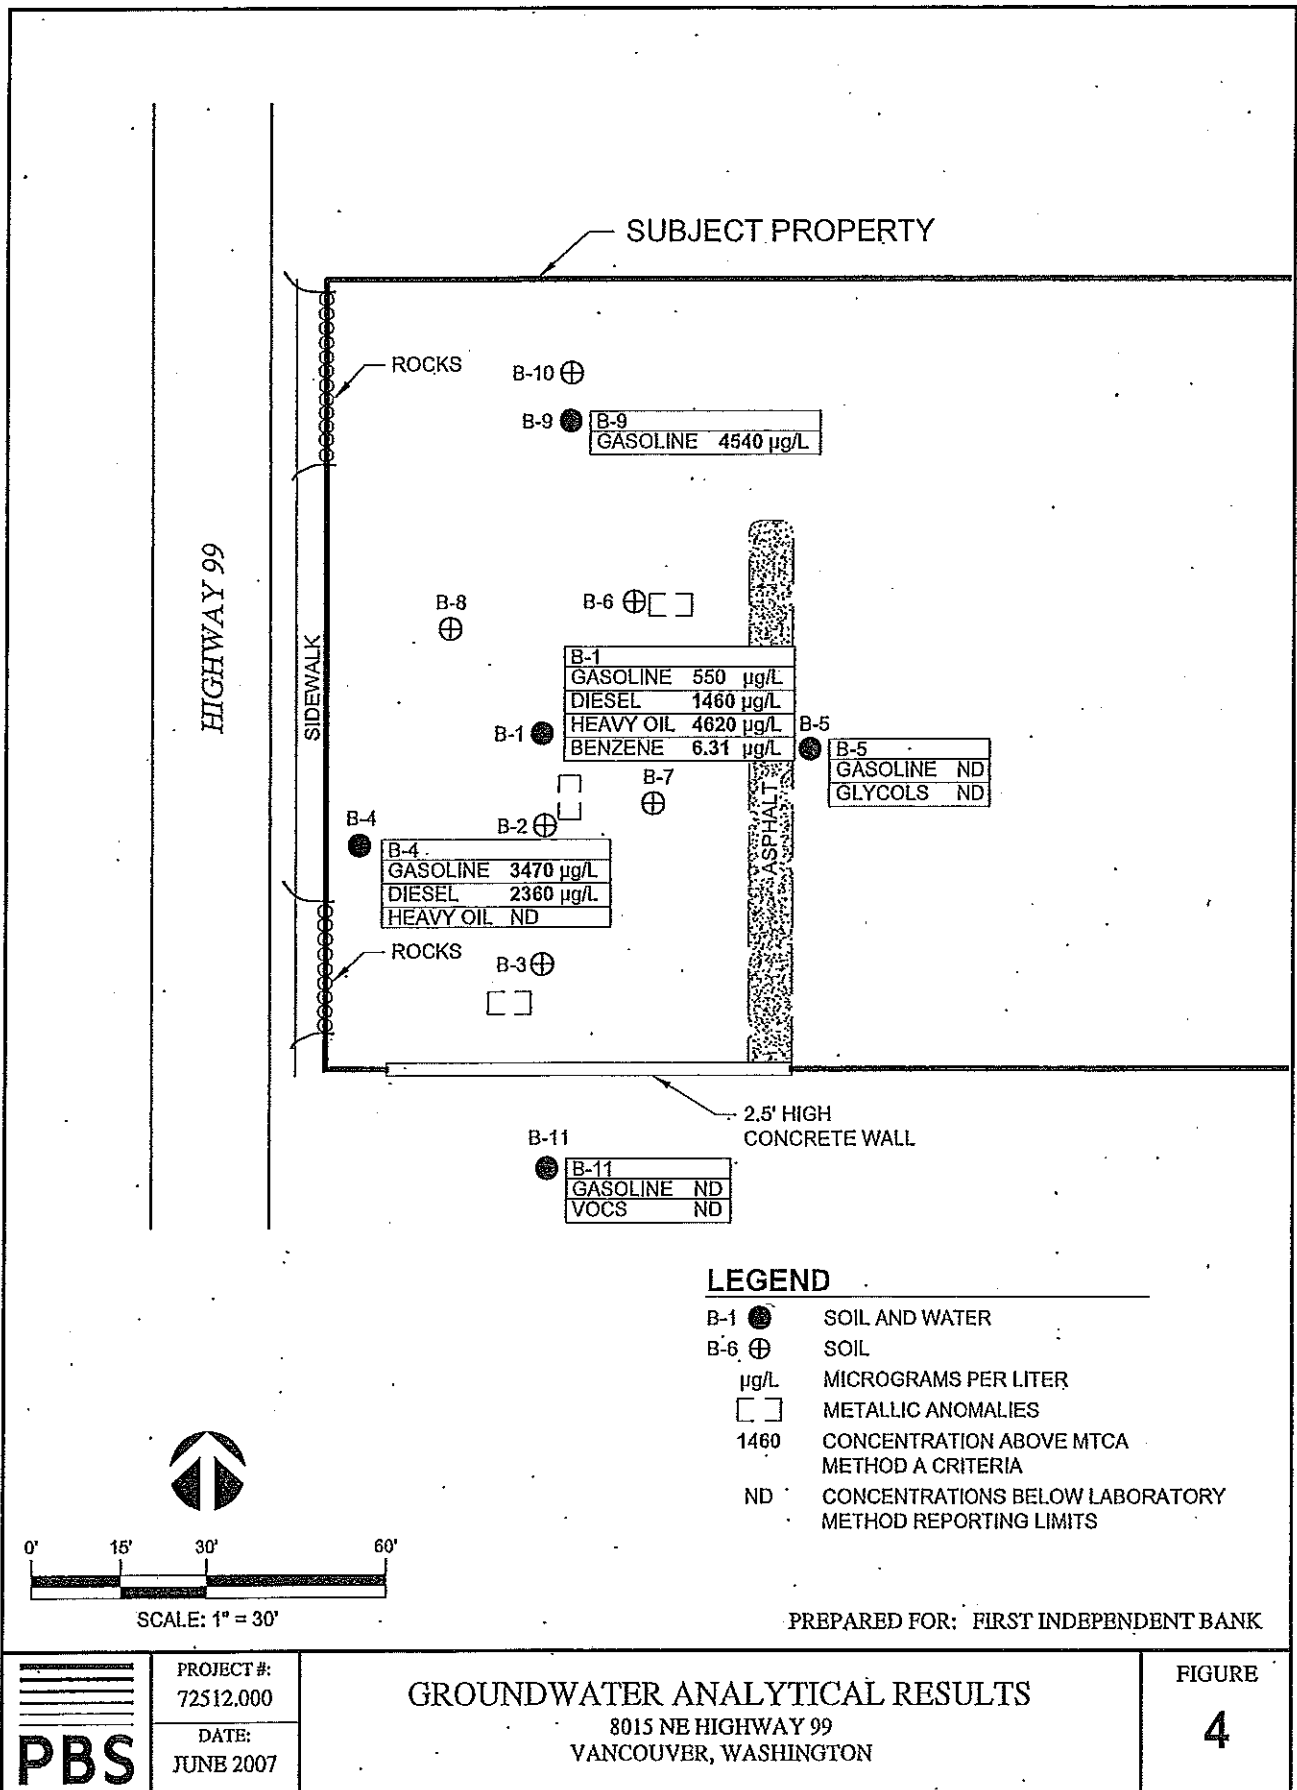 SUBJECT PROPERTY
ROCKS
B-10
B-9
B-9
GASOLINE 4540 µg/L
HIGHWAY 99
SIDEWALK
B-8
B-6
B-1
B-1
GASOLINE 550 µg/L
DIESEL 1460 µg/L
HEAVY OIL 4620 µg/L
BENZENE 6.31 µg/L
B-5
B-5
GASOLINE ND
GLYCOLS ND
B-7
ASPHALT
B-2
B-4
B-4
GASOLINE 3470 µg/L
DIESEL 2360 µg/L
HEAVY OIL ND
ROCKS
B-3
2.5' HIGH
CONCRETE WALL
B-11
B-11
GASOLINE ND
VOCS ND
LEGEND
B-1 SOIL AND WATER
B-6 SOIL
µg/L MICROGRAMS PER LITER
METALLIC ANOMALIES
1460 CONCENTRATION ABOVE MTCA
METHOD A CRITERIA
ND CONCENTRATIONS BELOW LABORATORY
METHOD REPORTING LIMITS
0' 15' 30' 60'
SCALE: 1" = 30'
PREPARED FOR: FIRST INDEPENDENT BANK
PBS
PROJECT #:
72512.000
DATE:
JUNE 2007
GROUNDWATER ANALYTICAL RESULTS
8015 NE HIGHWAY 99
VANCOUVER, WASHINGTON
FIGURE
4